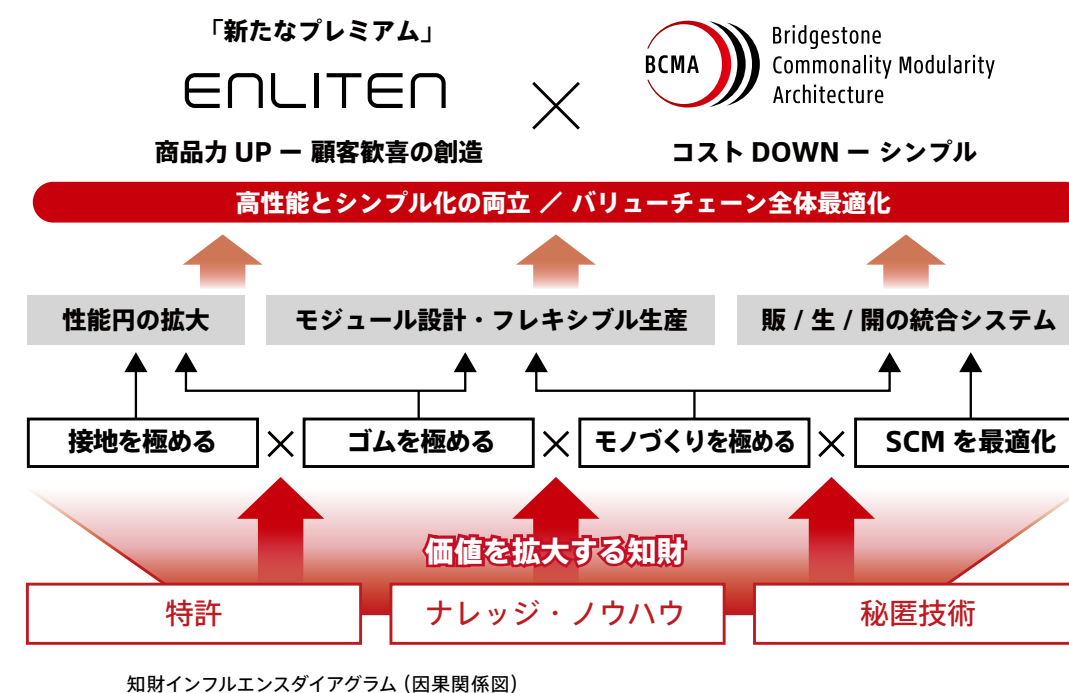 「新たなプレミアム」
ENLITEN
×
BCMA
Bridgestone
Commonality Modularity
Architecture
商品力 UP ー 顧客歓喜の創造
コスト DOWN ー シンプル
高性能とシンプル化の両立 ／ バリューチェーン全体最適化
性能円の拡大
モジュール設計・フレキシブル生産
販 / 生 / 開の統合システム
接地を極める × ゴムを極める × モノづくりを極める × SCM を最適化
価値を拡大する知財
特許
ナレッジ・ノウハウ
秘匿技術
知財インフルエンスダイアグラム（因果関係図）